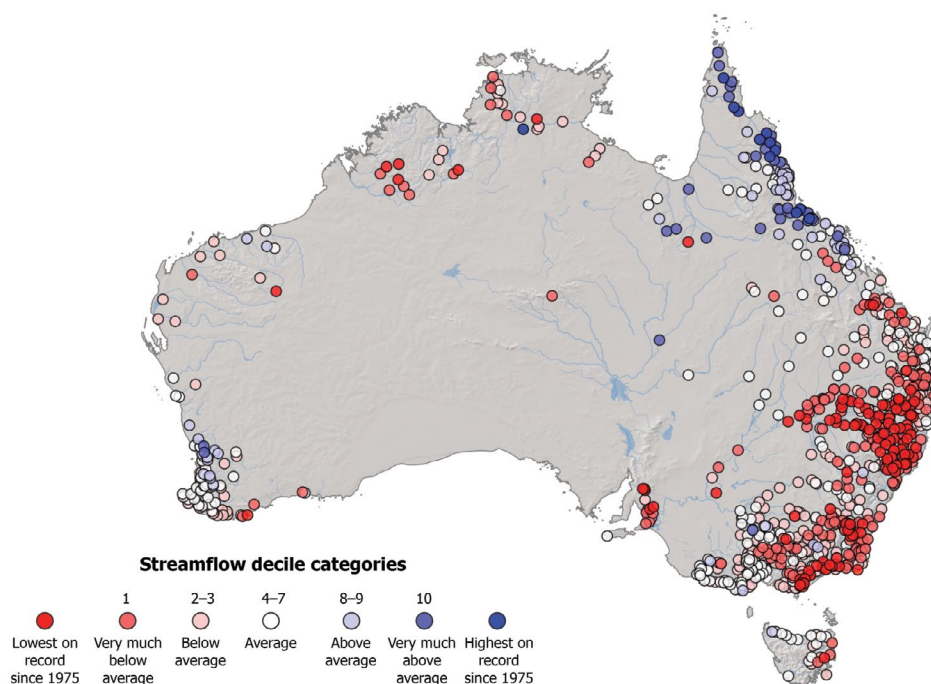 Streamflow decile categories
1
2–3
4–7
8–9
10
Lowest on
record
since 1975
Very much
below
average
Below
average
Average
Above
average
Very much
above
average
Highest on
record
since 1975